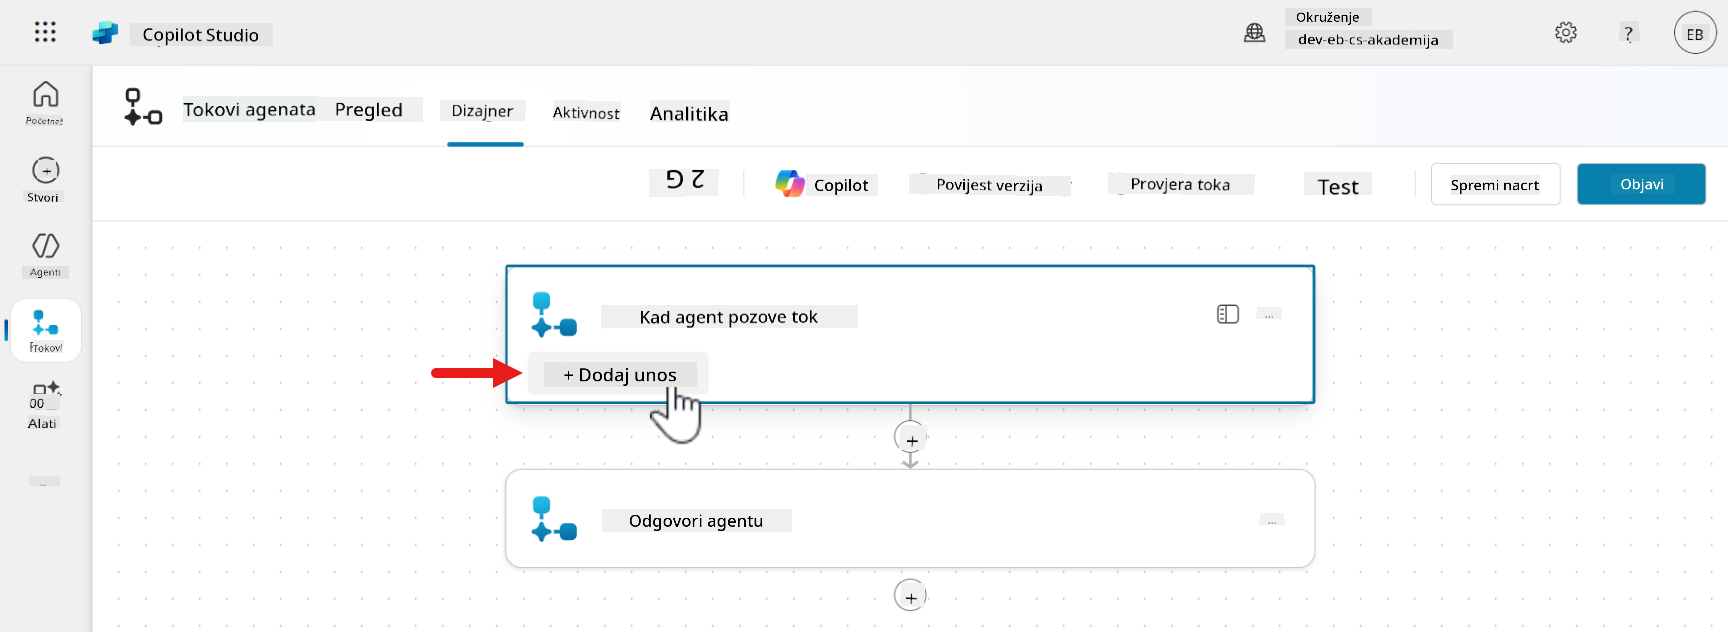 Copilot Studio
Okruženje
dev-eb-cs-akademija
?
EB
Tokovi agenata Pregled Dizajner Aktivnost Analitika
Copilot Povijest verzija Provjera toka Test Spremi nacrt Objavi
Početna
Stvori
Agenti
Tokovi
Alati
Kad agent pozove tok
...
+ Dodaj unos
+
Odgovori agentu
...
+